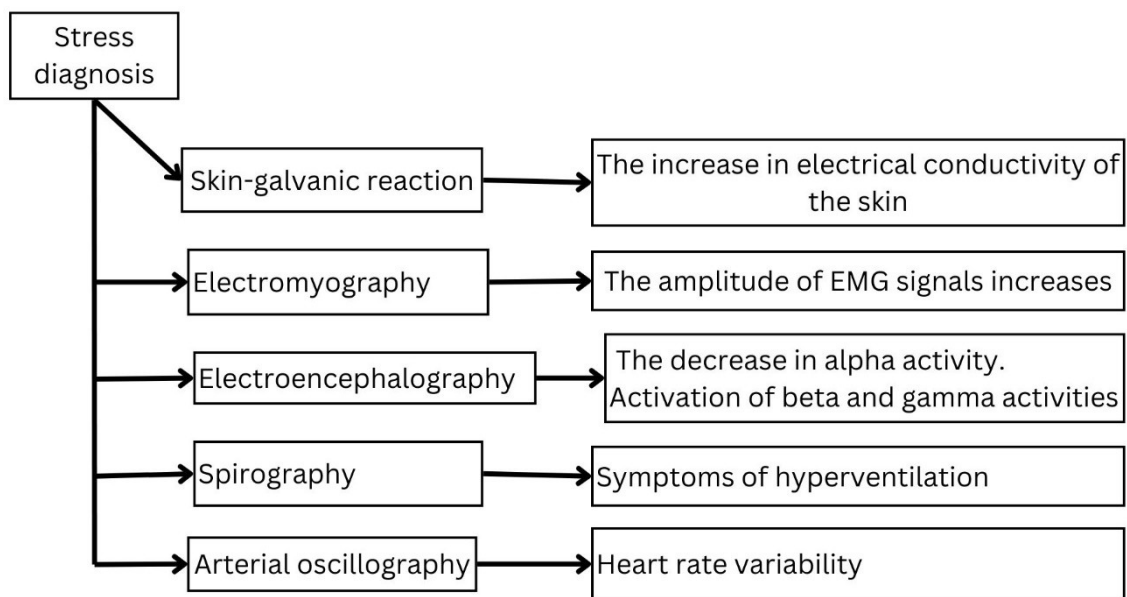 Stress
diagnosis
Skin-galvanic reaction
The increase in electrical conductivity of
the skin
Electromyography
The amplitude of EMG signals increases
Electroencephalography
The decrease in alpha activity.
Activation of beta and gamma activities
Spirography
Symptoms of hyperventilation
Arterial oscillography
Heart rate variability